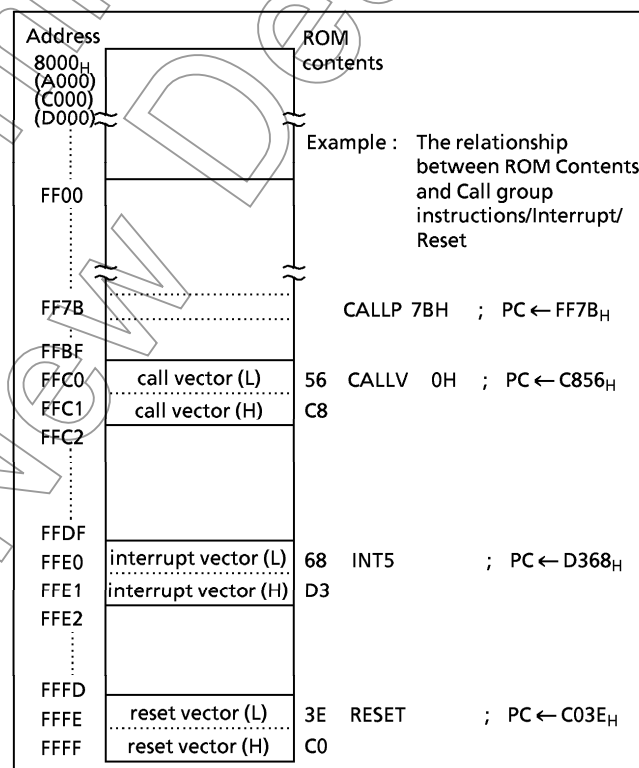 Address ROM
8000H contents
(A000)
(C000)
(D000)
Example : The relationship
between ROM Contents
and Call group
instructions/Interrupt/
Reset
FF00
FF7B CALLP 7BH ; PC ← FF7BH
FFBF
FFC0 call vector (L) 56 CALLV 0H ; PC ← C856H
FFC1 call vector (H) C8
FFC2
FFDF
FFE0 interrupt vector (L) 68 INT5 ; PC ← D368H
FFE1 interrupt vector (H) D3
FFE2
FFFD
FFFE reset vector (L) 3E RESET ; PC ← C03EH
FFFF reset vector (H) C0